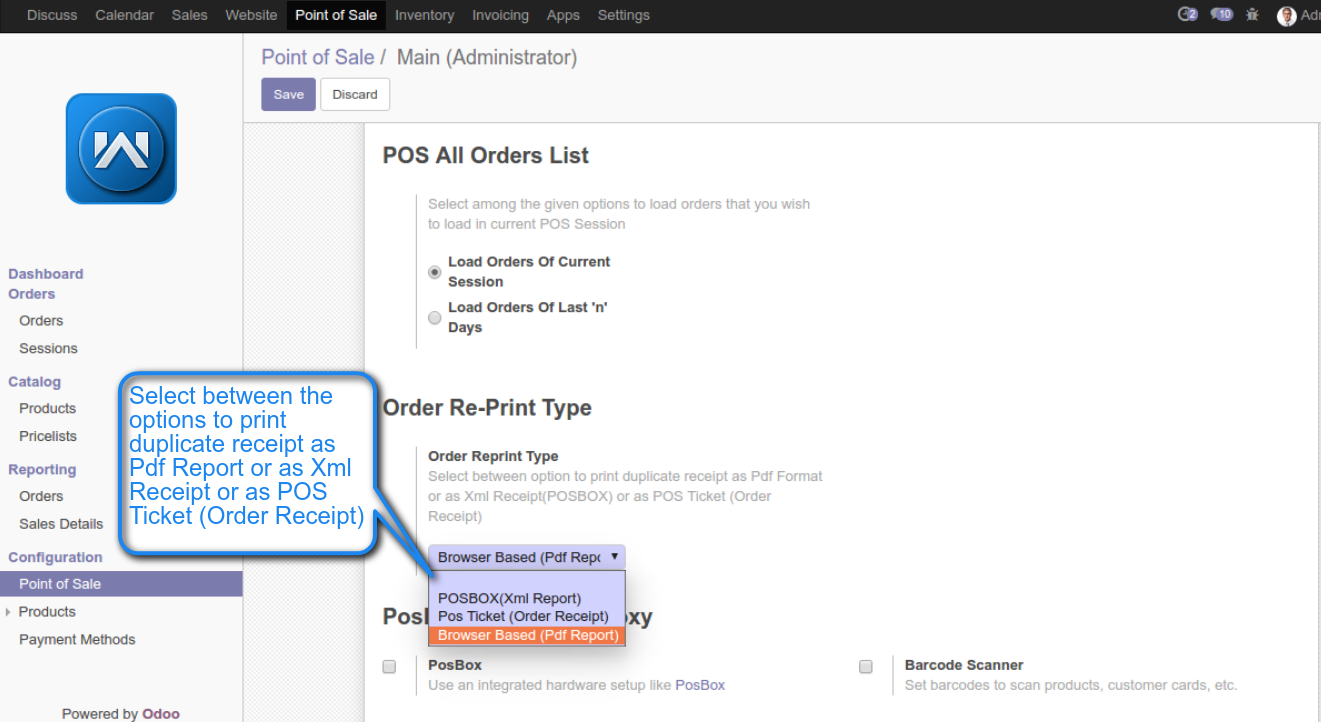 Discuss Calendar Sales Website Point of Sale Inventory Invoicing Apps Settings 2 10
Point of Sale / Main (Administrator)
Save Discard
POS All Orders List
Select among the given options to load orders that you wish
to load in current POS Session
Load Orders Of Current
Session
Load Orders Of Last 'n'
Days
Dashboard
Orders
Orders
Sessions
Catalog
Products
Pricelists
Reporting
Orders
Sales Details
Configuration
Point of Sale
Products
Payment Methods
Powered by Odoo
Select between the
options to print
duplicate receipt as
Pdf Report or as Xml
Receipt or as POS
Ticket (Order Receipt)
Order Re-Print Type
Order Reprint Type
Select between option to print duplicate receipt as Pdf Format
or as Xml Receipt(POSBOX) or as POS Ticket (Order
Receipt)
Browser Based (Pdf Repo
POSBOX(Xml Report)
Pos Ticket (Order Receipt)
Browser Based (Pdf Report)
PosBox
Use an integrated hardware setup like PosBox
Barcode Scanner
Set barcodes to scan products, customer cards, etc.